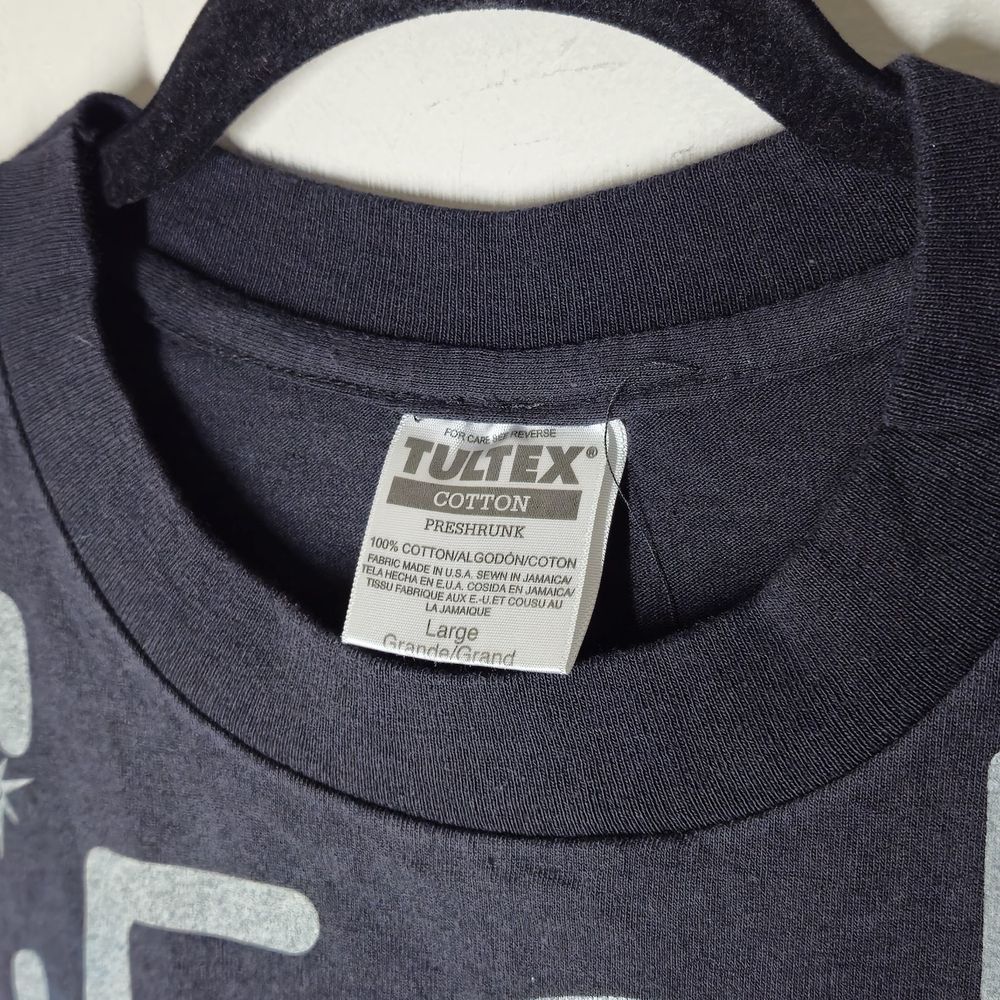 FOR CARE SEE REVERSE
TULTEX®
COTTON
PRESHRUNK
100% COTTON/ALGODÓN/COTON
FABRIC MADE IN U.S.A. SEWN IN JAMAICA/
TELA HECHA EN E.U.A. COSIDA EN JAMAICA/
TISSU FABRIQUE AUX E.-U.ET COUSU AU
LA JAMAIQUE
Large
Grande/Grand